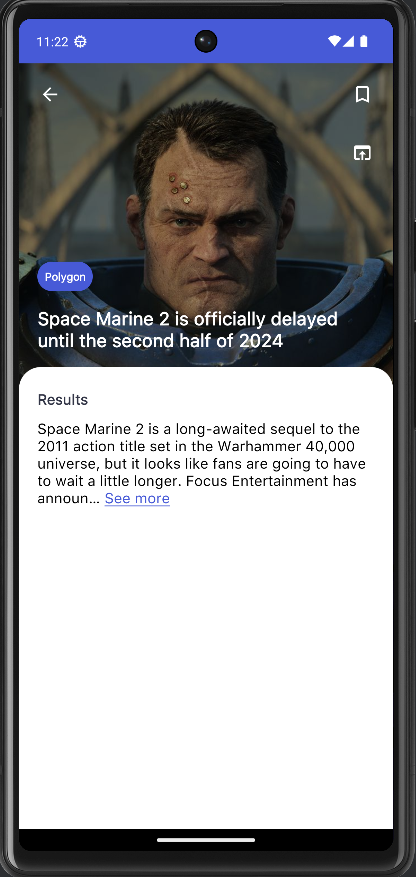 11:22
Polygon
Space Marine 2 is officially delayed
until the second half of 2024
Results
Space Marine 2 is a long-awaited sequel to the
2011 action title set in the Warhammer 40,000
universe, but it looks like fans are going to have
to wait a little longer. Focus Entertainment has
announ... See more